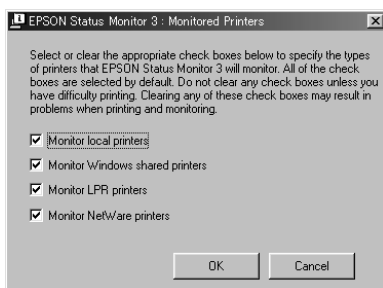 EPSON Status Monitor 3 : Monitored Printers
Select or clear the appropriate check boxes below to specify the types
of printers that EPSON Status Monitor 3 will monitor. All of the check
boxes are selected by default. Do not clear any check boxes unless you
have difficulty printing. Clearing any of these check boxes may result in
problems when printing and monitoring.
Monitor local printers
Monitor Windows shared printers
Monitor LPR printers
Monitor NetWare printers
OK Cancel